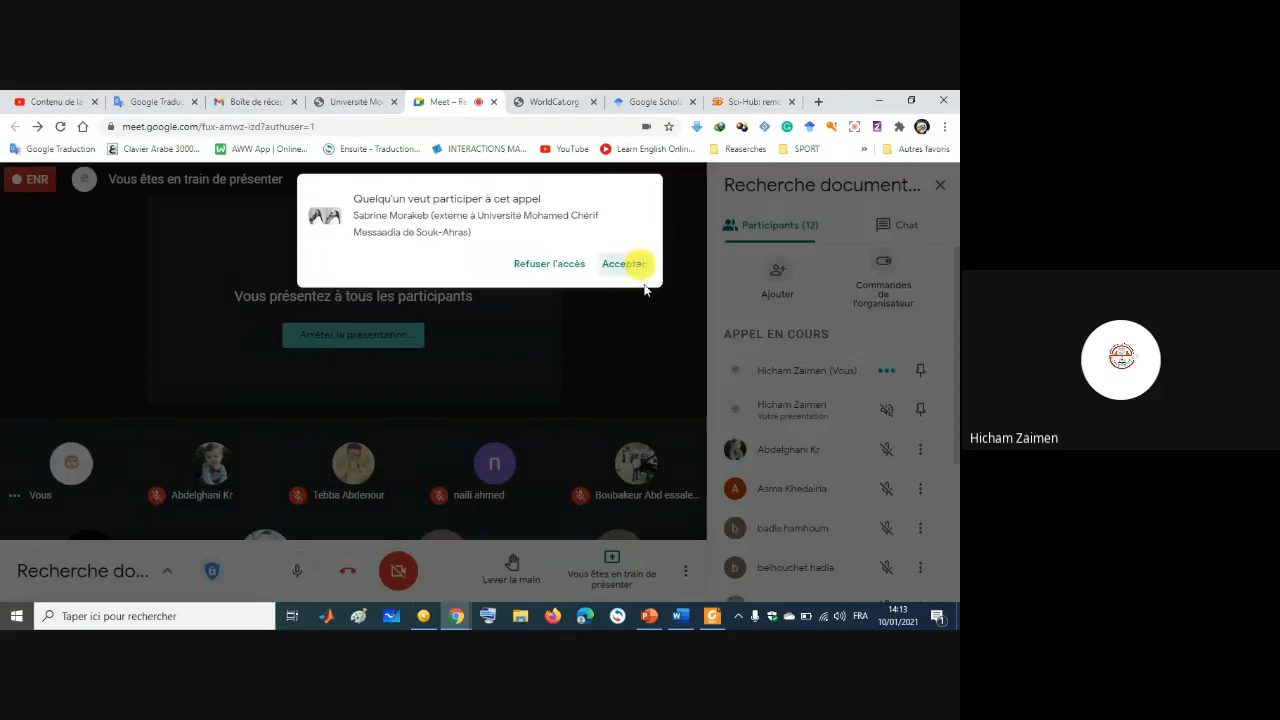 Contenu de la
Google Traduc
Boîte de récep
Université Mo
Meet – Re
WorldCat.org
Google Schola
Sci-Hub: remo
meet.google.com/fux-amwz-izd?authuser=1
Google Traduction
Clavier Arabe 3000...
AWW App | Online...
Ensuite - Traduction...
INTERACTIONS MA...
YouTube
Learn English Onlin...
Reaserches
SPORT
»
Autres favoris
ENR
Vous êtes en train de présenter
Quelqu'un veut participer à cet appel
Sabrine Morakeb (externe à Université Mohamed Chérif
Messaadia de Souk-Ahras)
Refuser l'accès
Accepter
Vous présentez à tous les participants
Arrêter la présentation...
Recherche document...
Participants (12)
Chat
Ajouter
Commandes
de
l'organisateur
APPEL EN COURS
Hicham Zaimen (Vous)
Hicham Zaimen
Votre présentation
Abdelghani Kr
Asma Khedairia
badis hamhoum
belhouchet hadia
Vous
Abdelghani Kr
Tebba Abdenour
n
naili ahmed
Boubakeur Abd essale...
A
b
b
Recherche do...
Lever la main
Vous êtes en train de
présenter
Taper ici pour rechercher
FRA
14:13
10/01/2021
1
Hicham Zaimen